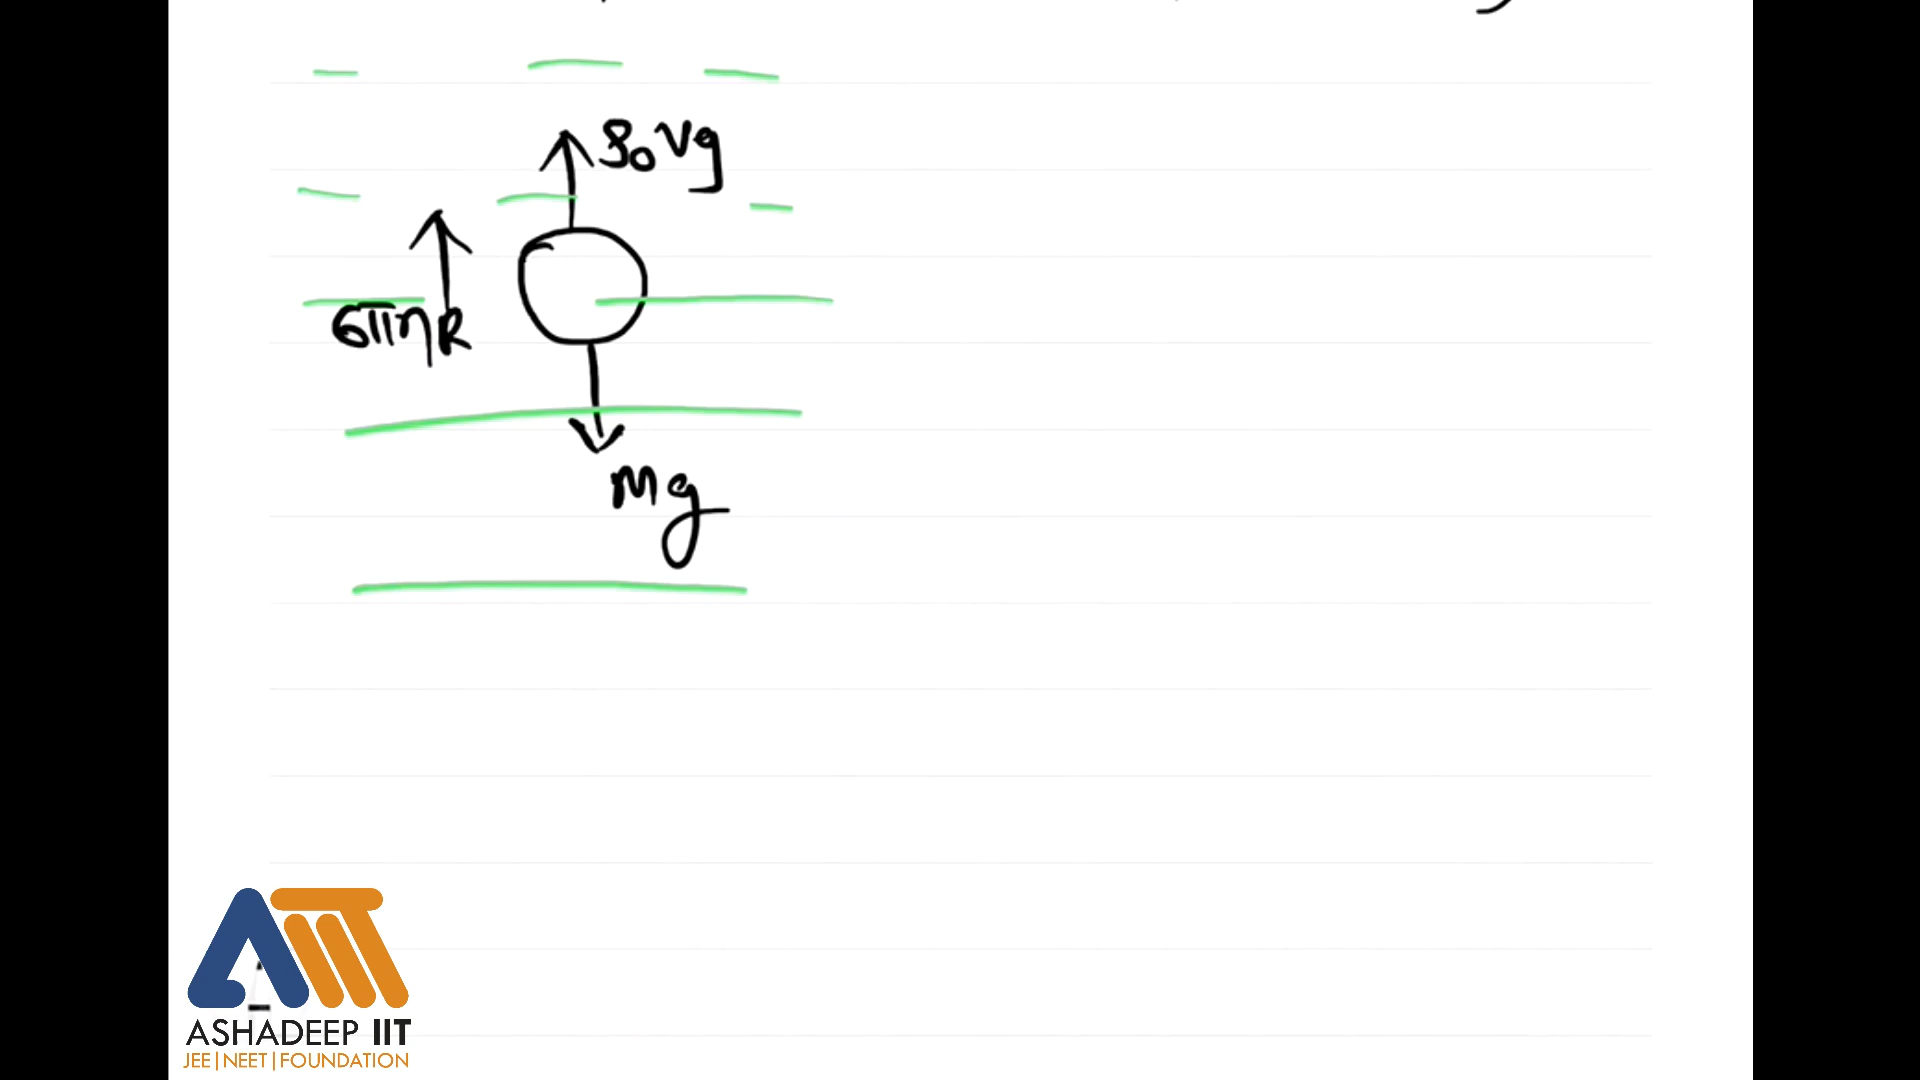 ρ₀Vg
6πηR
mg
ASHADEEP IIT
JEE|NEET|FOUNDATION